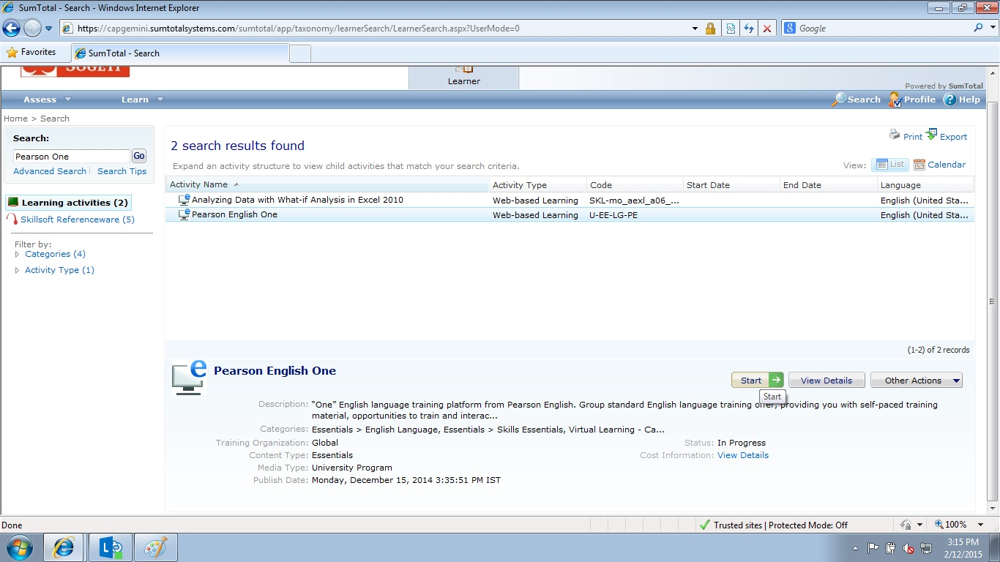 SumTotal - Search - Windows Internet Explorer
https://capgemini.sumtotalsystems.com/sumtotal/app/taxonomy/learnerSearch/LearnerSearch.aspx?UserMode=0
Google
Favorites
SumTotal - Search
SOGETI
Learner
Powered by SumTotal
Assess
Learn
Search
Profile
Help
Home > Search
Search:
Pearson One
Go
Advanced Search
Search Tips
Learning activities (2)
Skillsoft Referenceware (5)
Filter by:
Categories (4)
Activity Type (1)
2 search results found
Print
Export
Expand an activity structure to view child activities that match your search criteria.
View:
List
Calendar
Activity Name Activity Type Code Start Date End Date Language
Analyzing Data with What-if Analysis in Excel 2010 Web-based Learning SKL-mo_aexl_a06_... English (United Sta...
Pearson English One Web-based Learning U-EE-LG-PE English (United Sta...
(1-2) of 2 records
Pearson English One
Start
View Details
Other Actions
Start
Description: “One” English language training platform from Pearson English. Group standard English language training offer, providing you with self-paced training
material, opportunities to train and interac...
Categories: Essentials > English Language, Essentials > Skills Essentials, Virtual Learning - Ca...
Training Organization: Global
Status: In Progress
Content Type: Essentials
Cost Information: View Details
Media Type: University Program
Publish Date: Monday, December 15, 2014 3:35:51 PM IST
Done
Trusted sites | Protected Mode: Off
100%
3:15 PM
2/12/2015